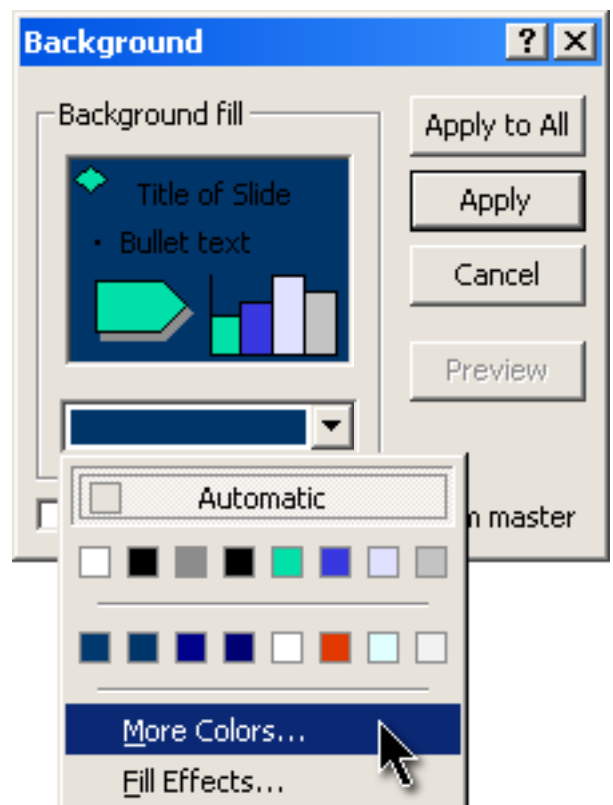 Background
Background fill
Apply to All
Title of Slide
Apply
Bullet text
Cancel
Preview
Automatic
master
More Colors...
Fill Effects...